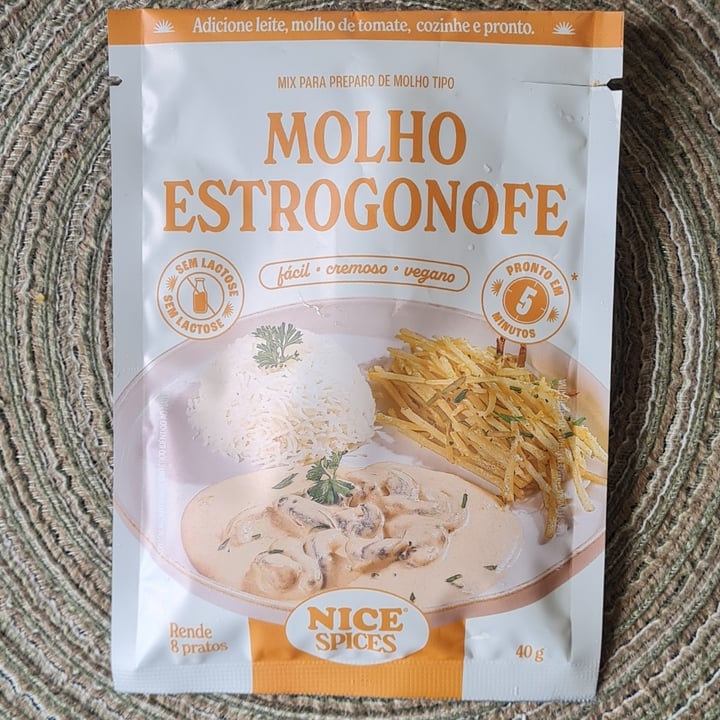 Adicione leite, molho de tomate, cozinhe e pronto.
MIX PARA PREPARO DE MOLHO TIPO
MOLHO
ESTROGONOFE
fácil • cremoso • vegano
SEM LACTOSE
SEM LACTOSE
PRONTO EM
5
MINUTOS
*
NICE
SPICES
Rende
8 pratos
40 g